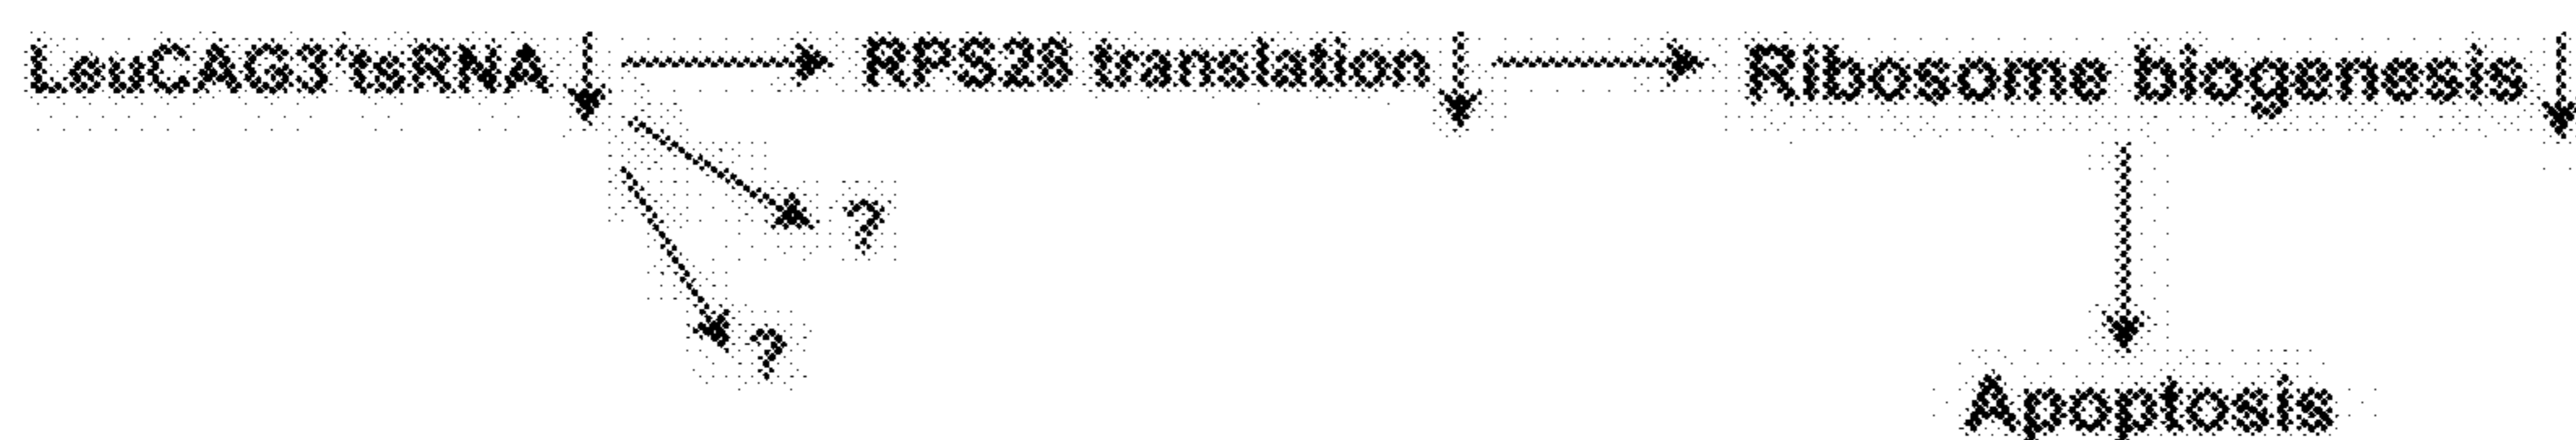 LeuCAG3'tsRNA ↓ → RPS28 translation ↓ → Ribosome biogenesis ↓
?
?
Apoptosis